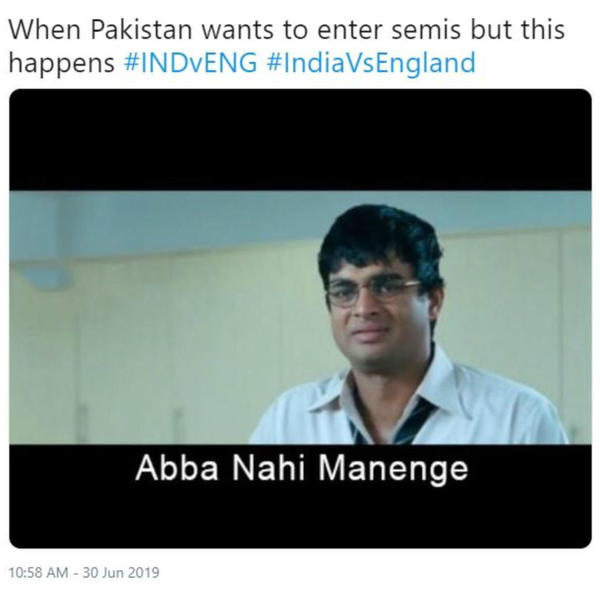 When Pakistan wants to enter semis but this
happens #INDvENG #IndiaVsEngland
Abba Nahi Manenge
10:58 AM - 30 Jun 2019